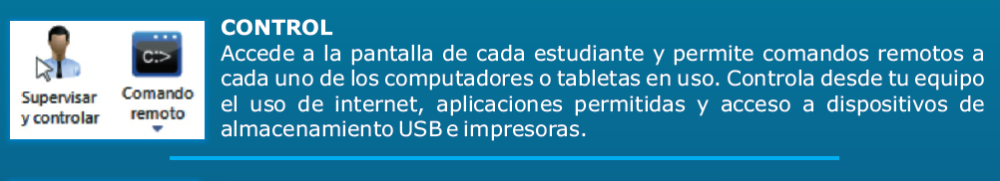 CONTROL
Accede a la pantalla de cada estudiante y permite comandos remotos a
cada uno de los computadores o tabletas en uso. Controla desde tu equipo
el uso de internet, aplicaciones permitidas y acceso a dispositivos de
almacenamiento USB e impresoras.
C:>
Supervisar
y controlar
Comando
remoto